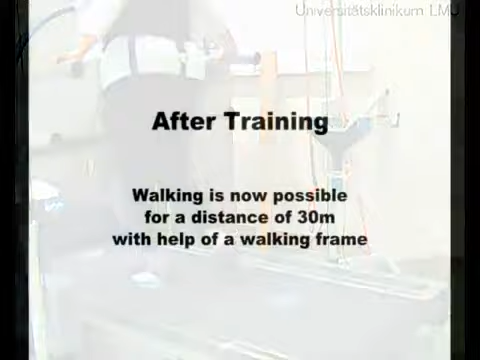 Universitätsklinikum LMU
After Training
Walking is now possible
for a distance of 30m
with help of a walking frame